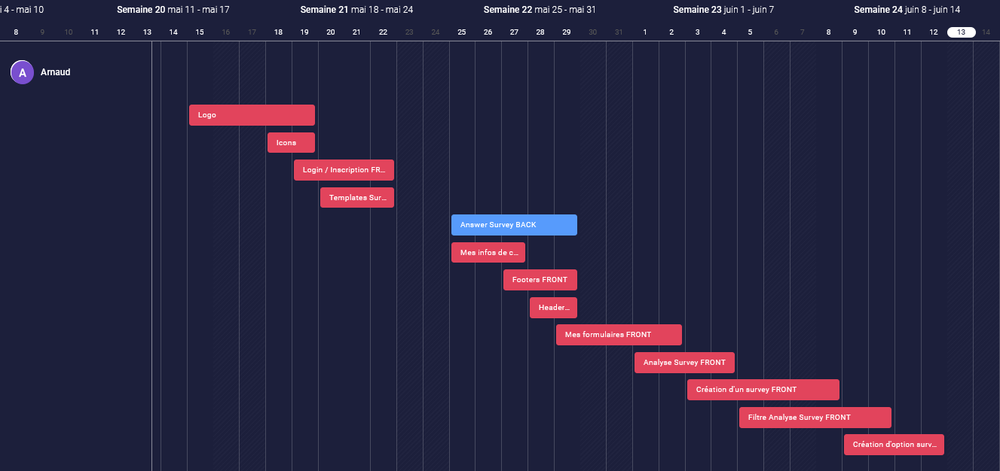 i 4 - mai 10 Semaine 20 mai 11 - mai 17 Semaine 21 mai 18 - mai 24 Semaine 22 mai 25 - mai 31 Semaine 23 juin 1 - juin 7 Semaine 24 juin 8 - juin 14
8 9 10 11 12 13 14 15 16 17 18 19 20 21 22 23 24 25 26 27 28 29 30 31 1 2 3 4 5 6 7 8 9 10 11 12 13 14
A Arnaud
Logo
Icons
Login / Inscription FR...
Templates Sur...
Answer Survey BACK
Mes infos de c...
Footers FRONT
Header...
Mes formulaires FRONT
Analyse Survey FRONT
Création d'un survey FRONT
Filtre Analyse Survey FRONT
Création d'option surv...